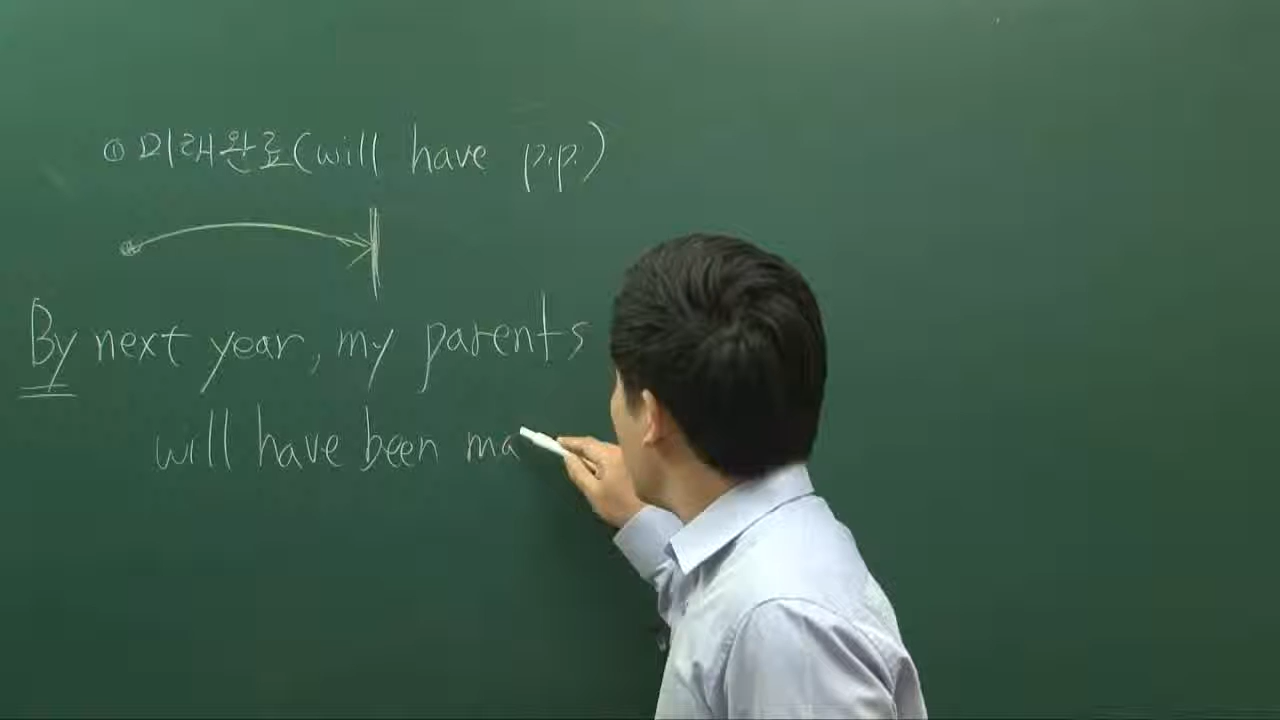 ① 미래완료(will have p.p.)
By next year, my parents
will have been ma